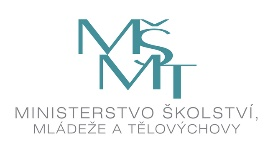 MŠ
MT
MINISTERSTVO ŠKOLSTVÍ,
MLÁDEŽE A TĚLOVÝCHOVY